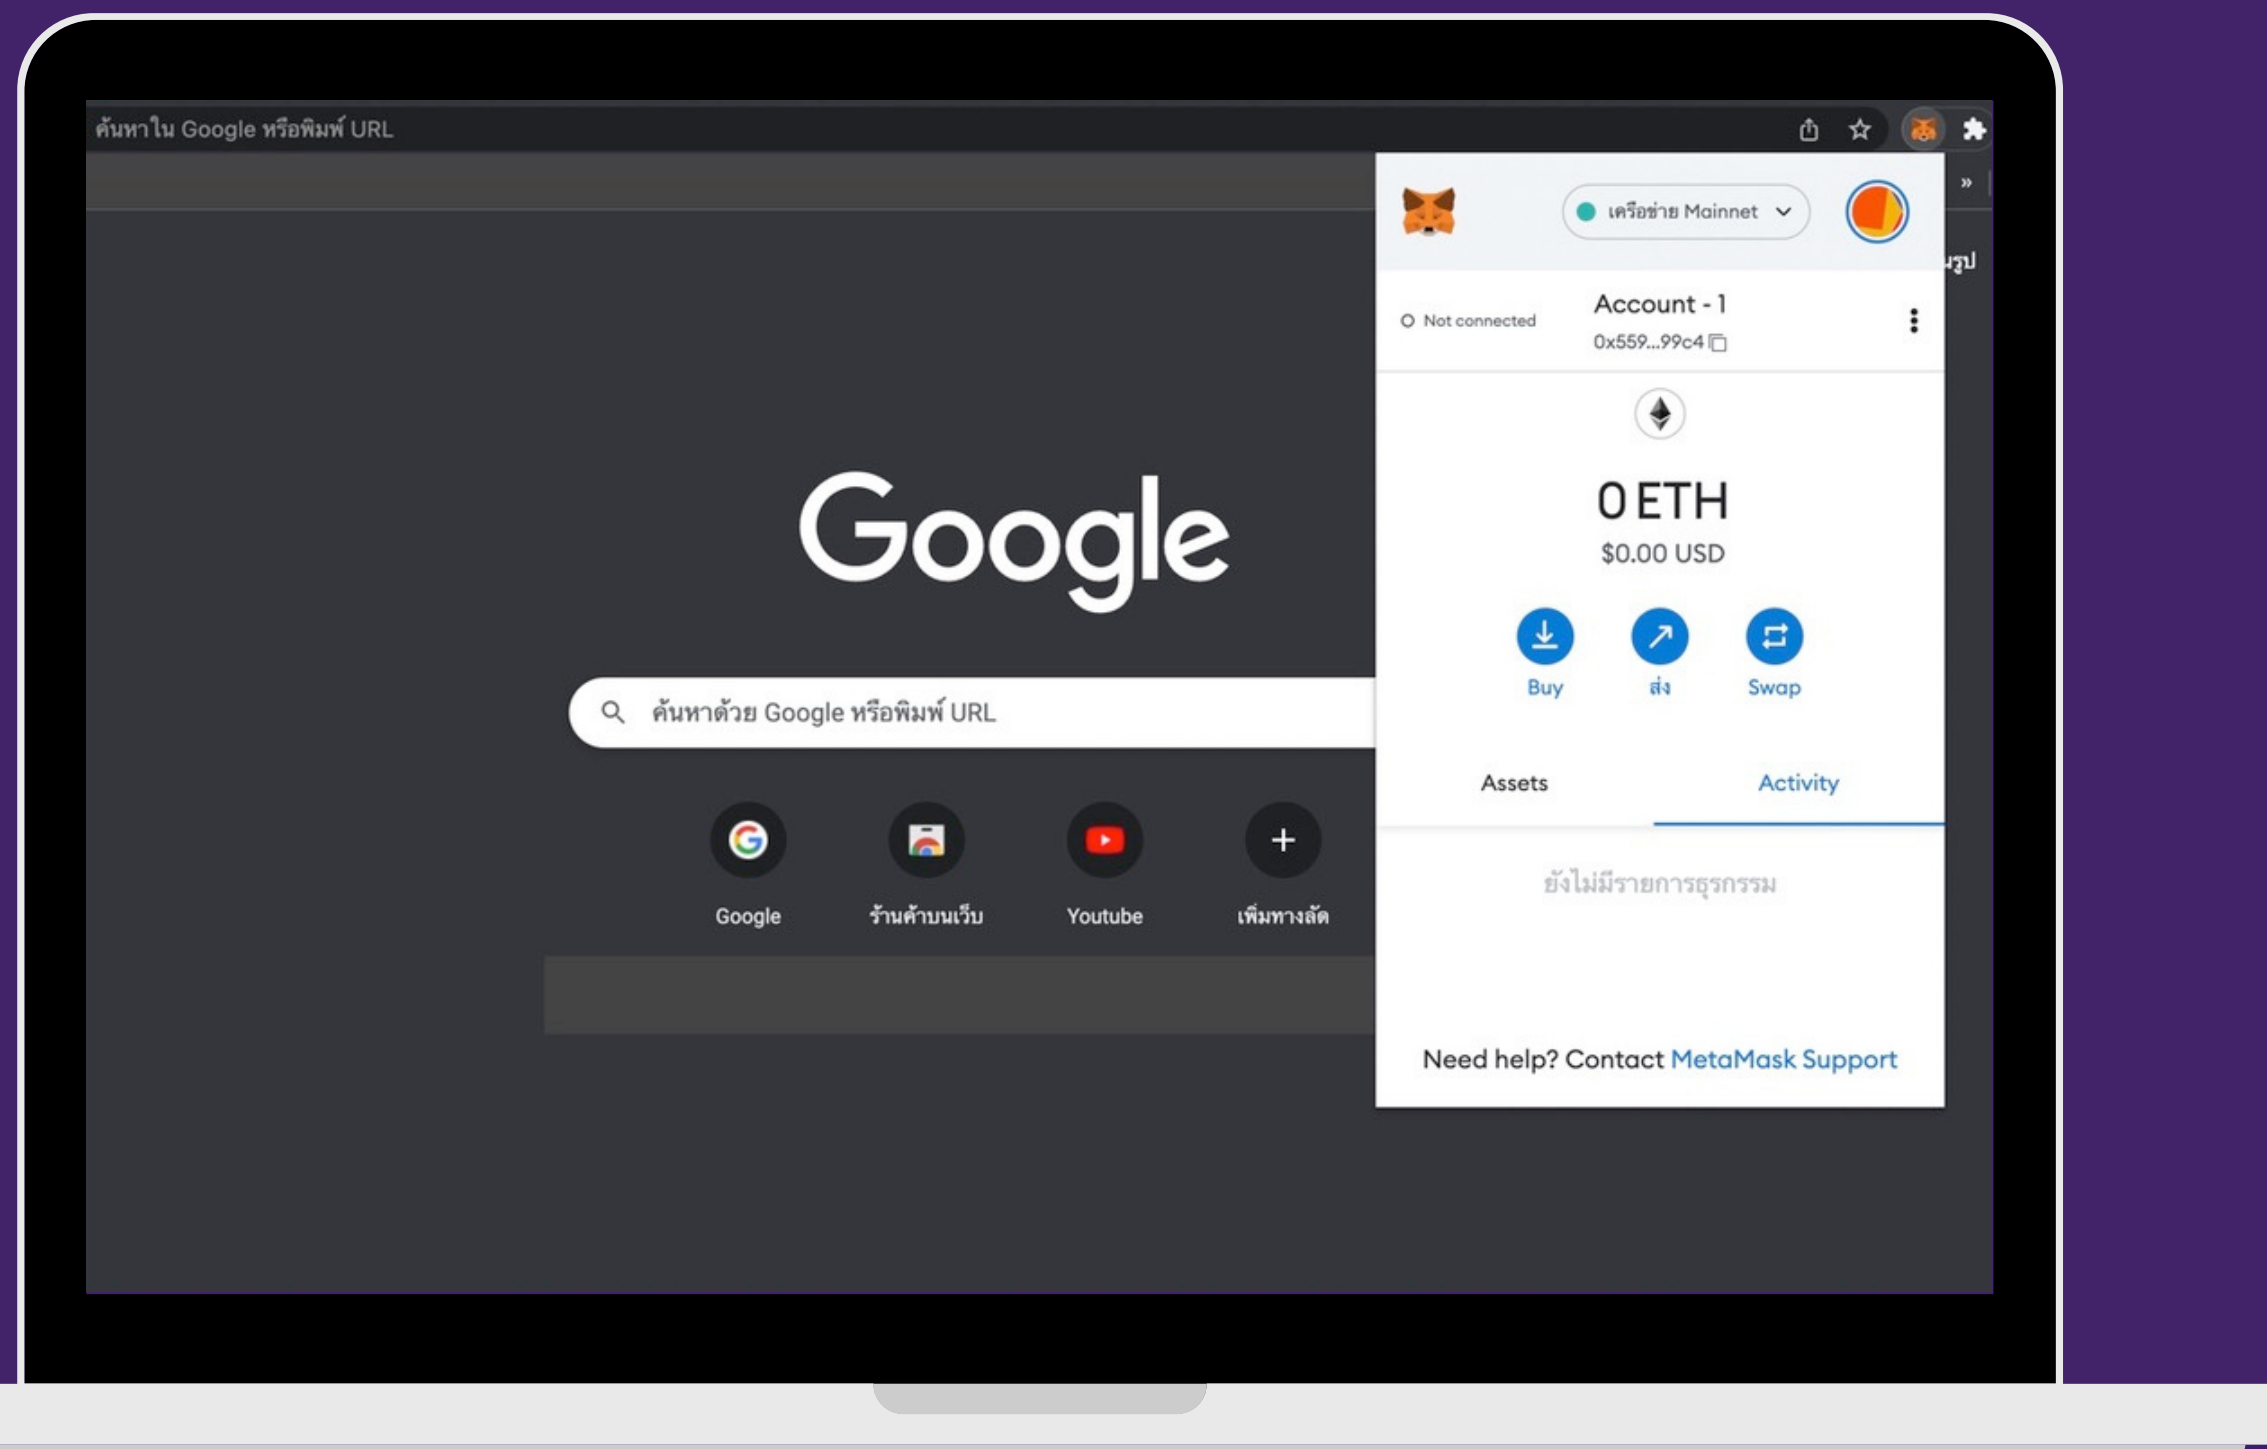 ค้นหาใน Google หรือพิมพ์ URL
»
เครือข่าย Mainnet
Not connected
Account - 1
0x559...99c4
0 ETH
$0.00 USD
Buy
ส่ง
Swap
Assets
Activity
ยังไม่มีรายการธุรกรรม
Need help? Contact MetaMask Support
Google
ค้นหาด้วย Google หรือพิมพ์ URL
Google
ร้านค้าบนเว็บ
Youtube
เพิ่มทางลัด